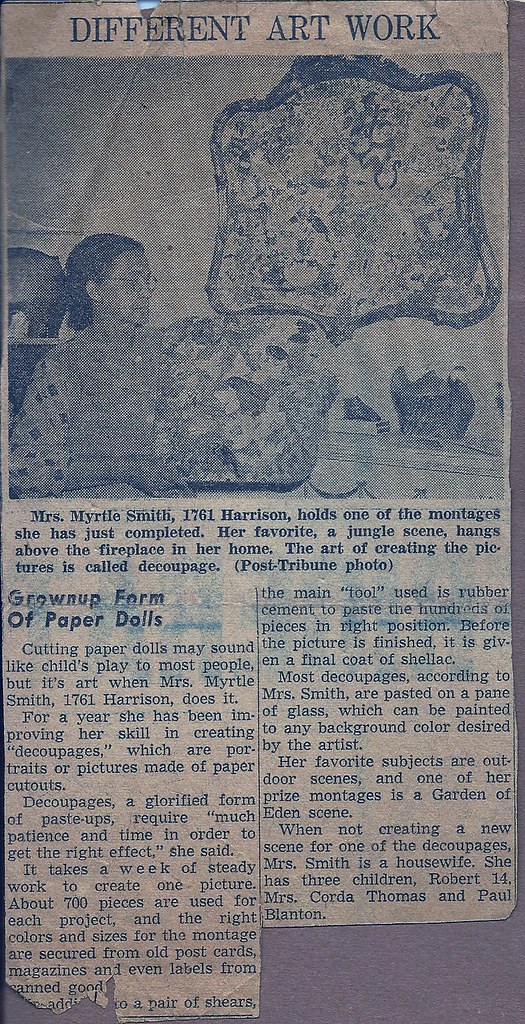 DIFFERENT ART WORK
Mrs. Myrtle Smith, 1761 Harrison, holds one of the montages
she has just completed. Her favorite, a jungle scene, hangs
above the fireplace in her home. The art of creating the pic-
tures is called decoupage. (Post-Tribune photo)
Grownup Form
Of Paper Dolls
Cutting paper dolls may sound
like child's play to most people,
but it's art when Mrs. Myrtle
Smith, 1761 Harrison, does it.
For a year she has been im-
proving her skill in creating
"decoupages," which are por-
traits or pictures made of paper
cutouts.
Decoupages, a glorified form
of paste-ups, require "much
patience and time in order to
get the right effect," she said.
It takes a week of steady
work to create one picture.
About 700 pieces are used for
each project, and the right
colors and sizes for the montage
are secured from old post cards,
magazines and even labels from
canned good
to a pair of shears,
the main "tool" used is rubber
cement to paste the hundreds of
pieces in right position. Before
the picture is finished, it is giv-
en a final coat of shellac.
Most decoupages, according to
Mrs. Smith, are pasted on a pane
of glass, which can be painted
to any background color desired
by the artist.
Her favorite subjects are out-
door scenes, and one of her
prize montages is a Garden of
Eden scene.
When not creating a new
scene for one of the decoupages,
Mrs. Smith is a housewife. She
has three children, Robert 14,
Mrs. Corda Thomas and Paul
Blanton.